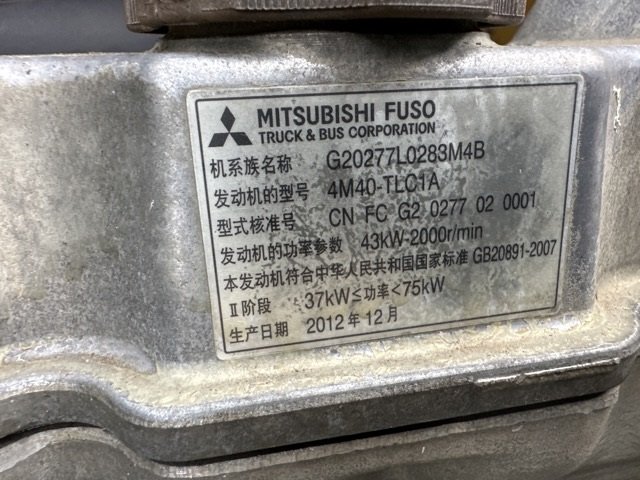 MITSUBISHI FUSO
TRUCK & BUS CORPORATION
机系族名称 G20277L0283M4B
发动机的型号 4M40-TLC1A
型式核准号 CN FC G2 0277 02 0001
发动机的功率参数 43kW-2000r/min
本发动机符合中华人民共和国国家标准 GB20891-2007
II阶段 37kW≤功率<75kW
生产日期 2012年12月